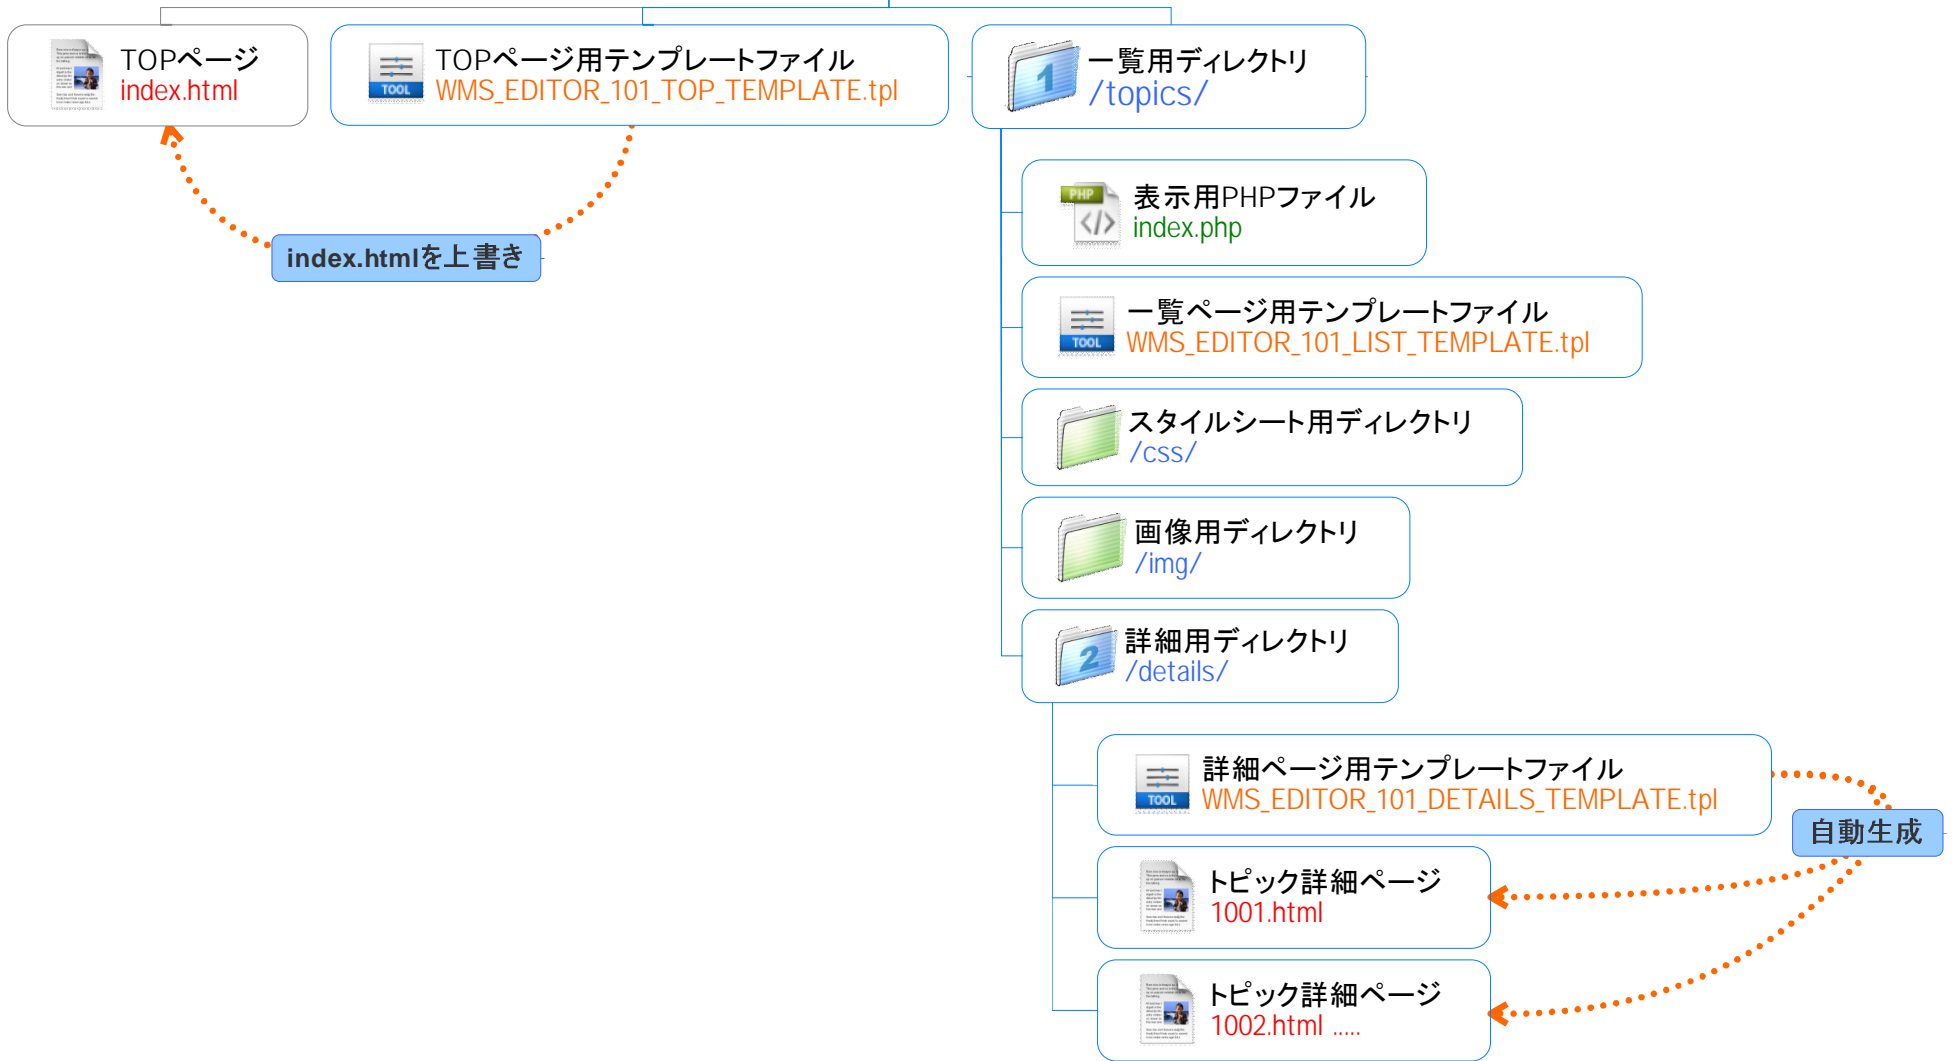 TOPページ
index.html
TOOL
TOPページ用テンプレートファイル
WMS_EDITOR_101_TOP_TEMPLATE.tpl
1
一覧用ディレクトリ
/topics/
index.htmlを上書き
PHP
</>
表示用PHPファイル
index.php
TOOL
一覧ページ用テンプレートファイル
WMS_EDITOR_101_LIST_TEMPLATE.tpl
スタイルシート用ディレクトリ
/css/
画像用ディレクトリ
/img/
2
詳細用ディレクトリ
/details/
TOOL
詳細ページ用テンプレートファイル
WMS_EDITOR_101_DETAILS_TEMPLATE.tpl
自動生成
トピック詳細ページ
1001.html
トピック詳細ページ
1002.html .....